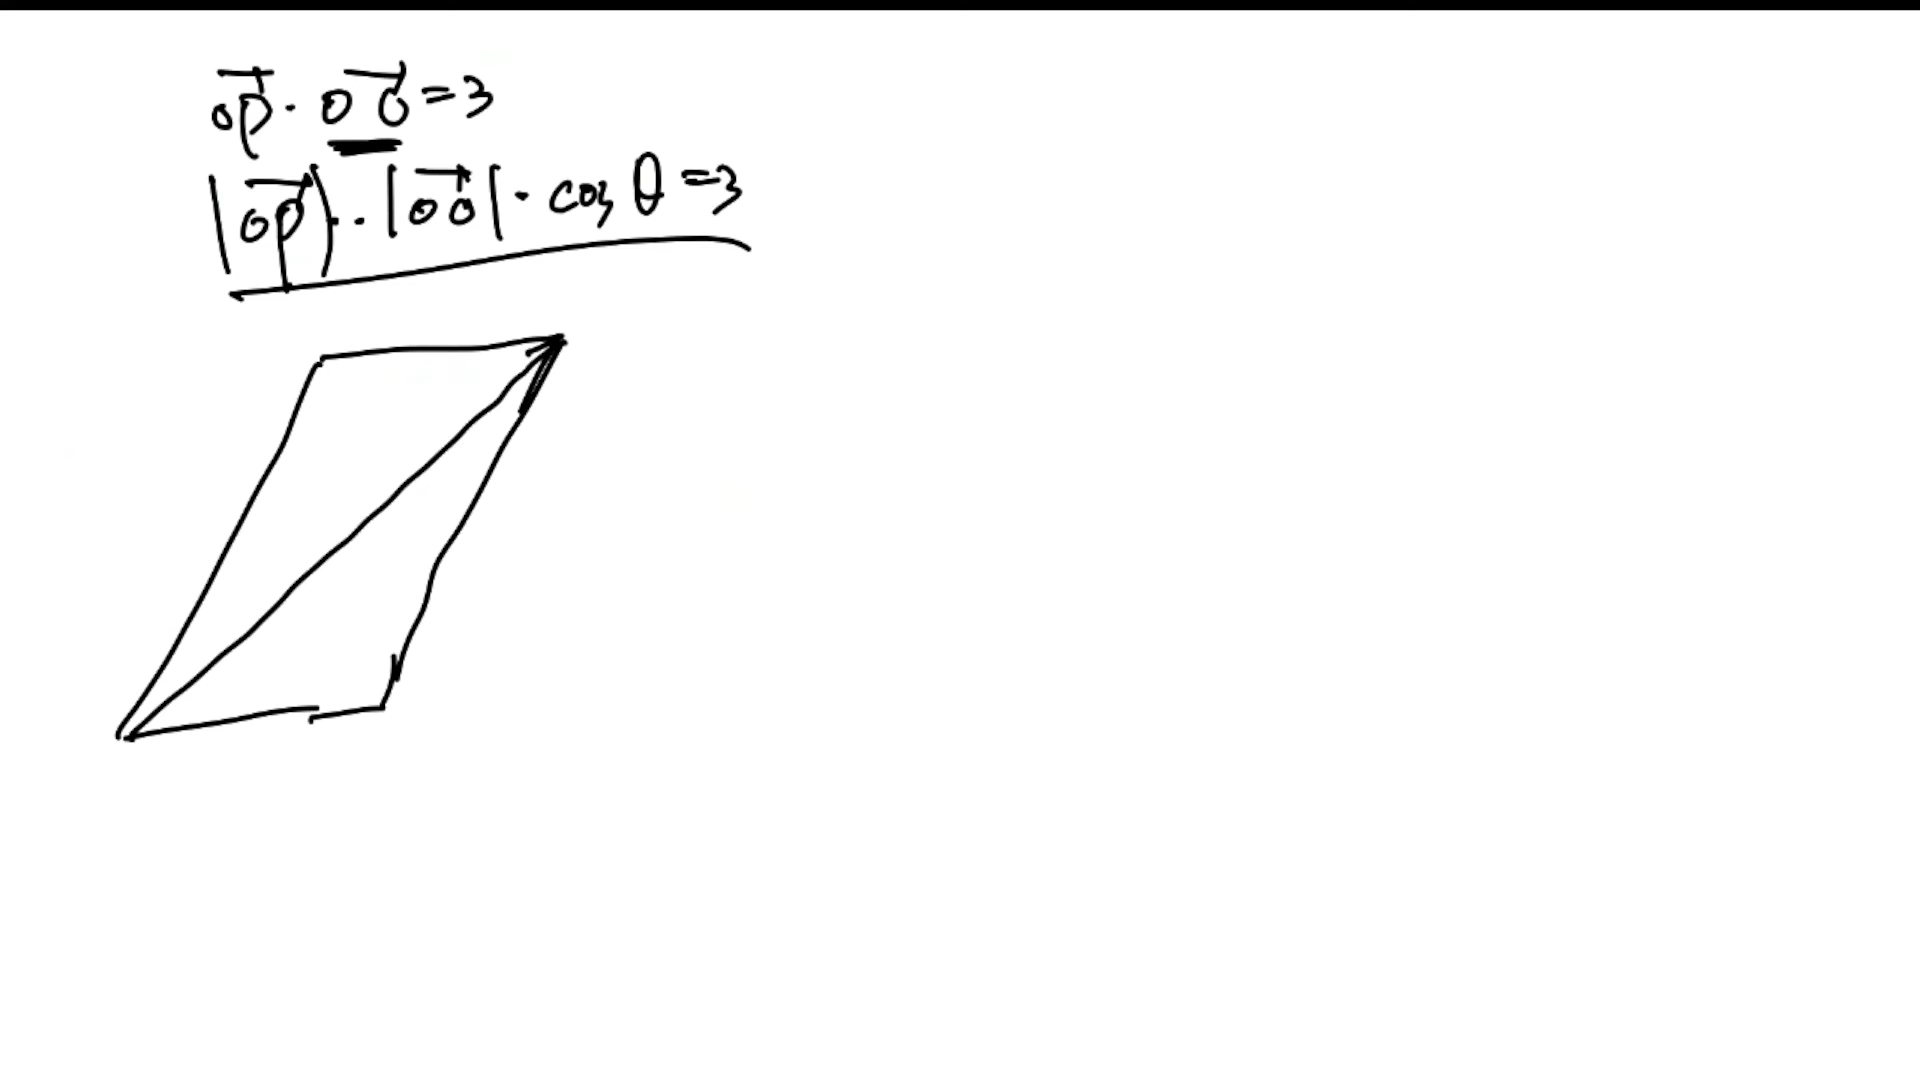 →op · →oo = 3
|→op| · · |→oo| · cos θ = 3